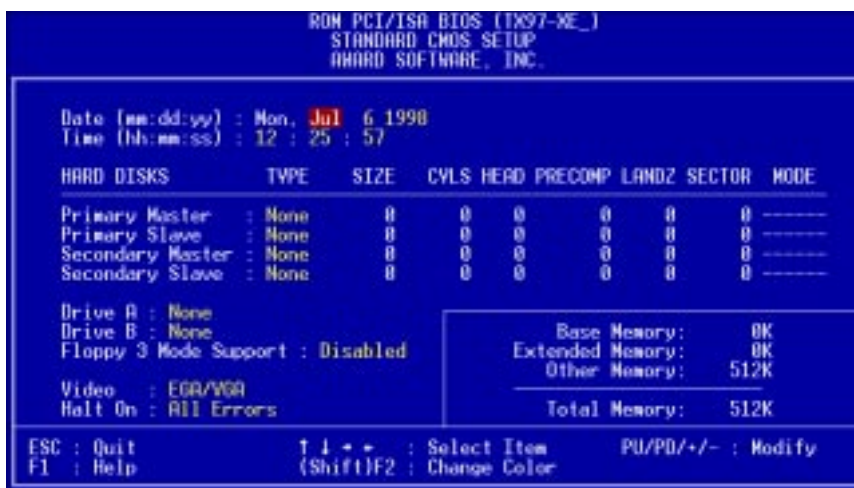 ROM PCI/ISA BIOS (TX97-XE_)
STANDARD CMOS SETUP
AWARD SOFTWARE, INC.
Date (mm:dd:yy) : Mon, Jul 6 1998
Time (hh:mm:ss) : 12 : 25 : 57
HARD DISKS TYPE SIZE CYLS HEAD PRECOMP LANDZ SECTOR MODE
Primary Master : None 0 0 0 0 0 0 ------
Primary Slave : None 0 0 0 0 0 0 ------
Secondary Master : None 0 0 0 0 0 0 ------
Secondary Slave : None 0 0 0 0 0 0 ------
Drive A : None
Drive B : None
Floppy 3 Mode Support : Disabled
Video : EGA/VGA
Halt On : All Errors
Base Memory: 0K
Extended Memory: 0K
Other Memory: 512K
Total Memory: 512K
ESC : Quit ↑ ↓ → ← : Select Item PU/PD/+/- : Modify
F1 : Help (Shift)F2 : Change Color